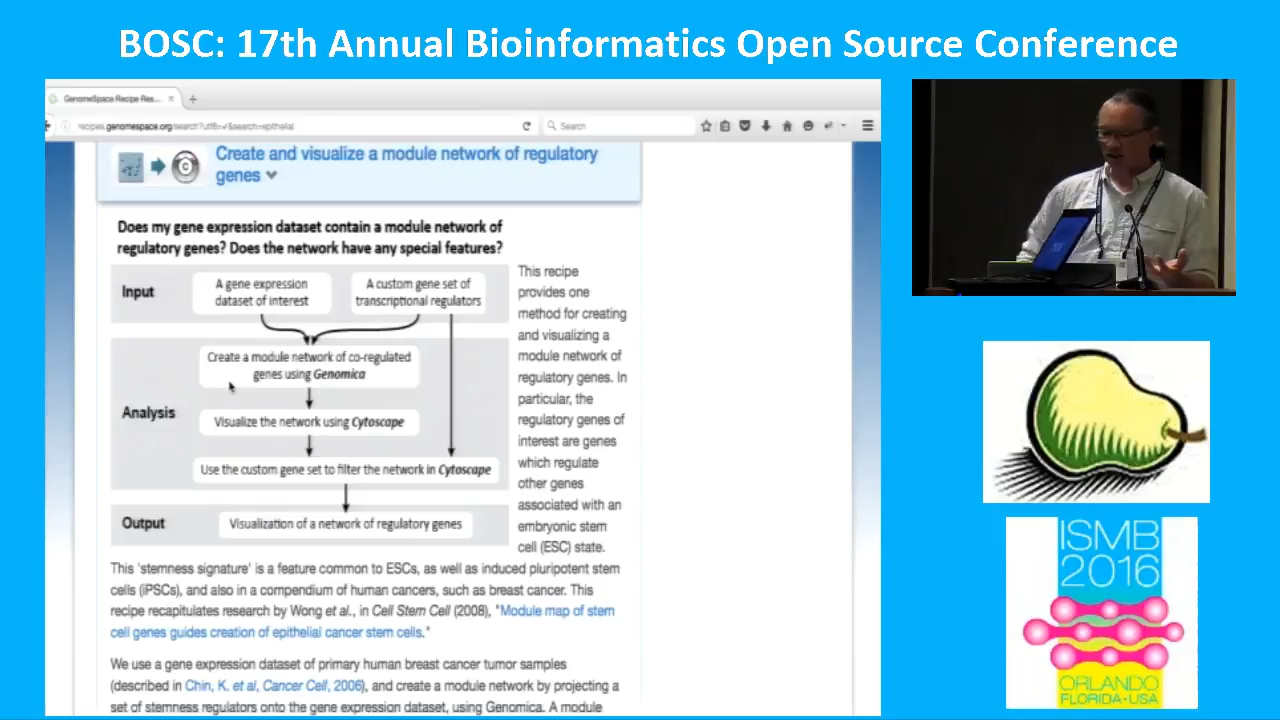 BOSC: 17th Annual Bioinformatics Open Source Conference
GenomeSpace Recipe Res...
recipes.genomespace.org/search?utf8=✓&search=epithelial
Search
Create and visualize a module network of regulatory
genes
Does my gene expression dataset contain a module network of
regulatory genes? Does the network have any special features?
Input
A gene expression
dataset of interest
A custom gene set of
transcriptional regulators
Analysis
Create a module network of co-regulated
genes using Genomica
Visualize the network using Cytoscape
Use the custom gene set to filter the network in Cytoscape
Output
Visualization of a network of regulatory genes
This recipe
provides one
method for creating
and visualizing a
module network of
regulatory genes. In
particular, the
regulatory genes of
interest are genes
which regulate
other genes
associated with an
embryonic stem
cell (ESC) state.
This 'stemness signature' is a feature common to ESCs, as well as induced pluripotent stem
cells (iPSCs), and also in a compendium of human cancers, such as breast cancer. This
recipe recapitulates research by Wong et al., in Cell Stem Cell (2008), "Module map of stem
cell genes guides creation of epithelial cancer stem cells."
We use a gene expression dataset of primary human breast cancer tumor samples
(described in Chin, K. et al, Cancer Cell, 2006), and create a module network by projecting a
set of stemness regulators onto the gene expression dataset, using Genomica. A module
ISMB
2016
ORLANDO
FLORIDA·USA